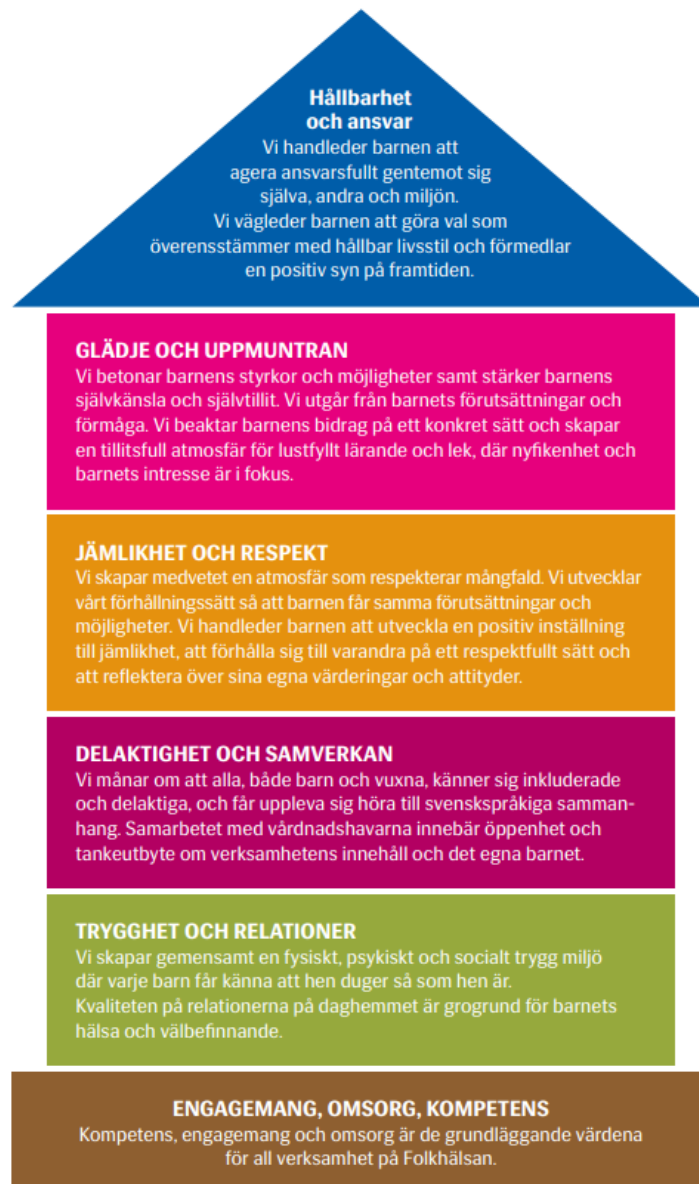 Hållbarhet
och ansvar
Vi handleder barnen att
agera ansvarsfullt gentemot sig
själva, andra och miljön.
Vi vägleder barnen att göra val som
överensstämmer med hållbar livsstil och förmedlar
en positiv syn på framtiden.
GLÄDJE OCH UPPMUNTRAN
Vi betonar barnens styrkor och möjligheter samt stärker barnens
självkänsla och självtillit. Vi utgår från barnets förutsättningar och
förmåga. Vi beaktar barnens bidrag på ett konkret sätt och skapar
en tillitsfull atmosfär för lustfyllt lärande och lek, där nyfikenhet och
barnets intresse är i fokus.
JÄMLIKHET OCH RESPEKT
Vi skapar medvetet en atmosfär som respekterar mångfald. Vi utvecklar
vårt förhållningssätt så att barnen får samma förutsättningar och
möjligheter. Vi handleder barnen att utveckla en positiv inställning
till jämlikhet, att förhålla sig till varandra på ett respektfullt sätt och
att reflektera över sina egna värderingar och attityder.
DELAKTIGHET OCH SAMVERKAN
Vi månar om att alla, både barn och vuxna, känner sig inkluderade
och delaktiga, och får uppleva sig höra till svenskspråkiga samman-
hang. Samarbetet med vårdnadshavarna innebär öppenhet och
tankeutbyte om verksamhetens innehåll och det egna barnet.
TRYGGHET OCH RELATIONER
Vi skapar gemensamt en fysiskt, psykiskt och socialt trygg miljö
där varje barn får känna att hen duger så som hen är.
Kvaliteten på relationerna på daghemmet är grogrund för barnets
hälsa och välbefinnande.
ENGAGEMANG, OMSORG, KOMPETENS
Kompetens, engagemang och omsorg är de grundläggande värdena
för all verksamhet på Folkhälsan.